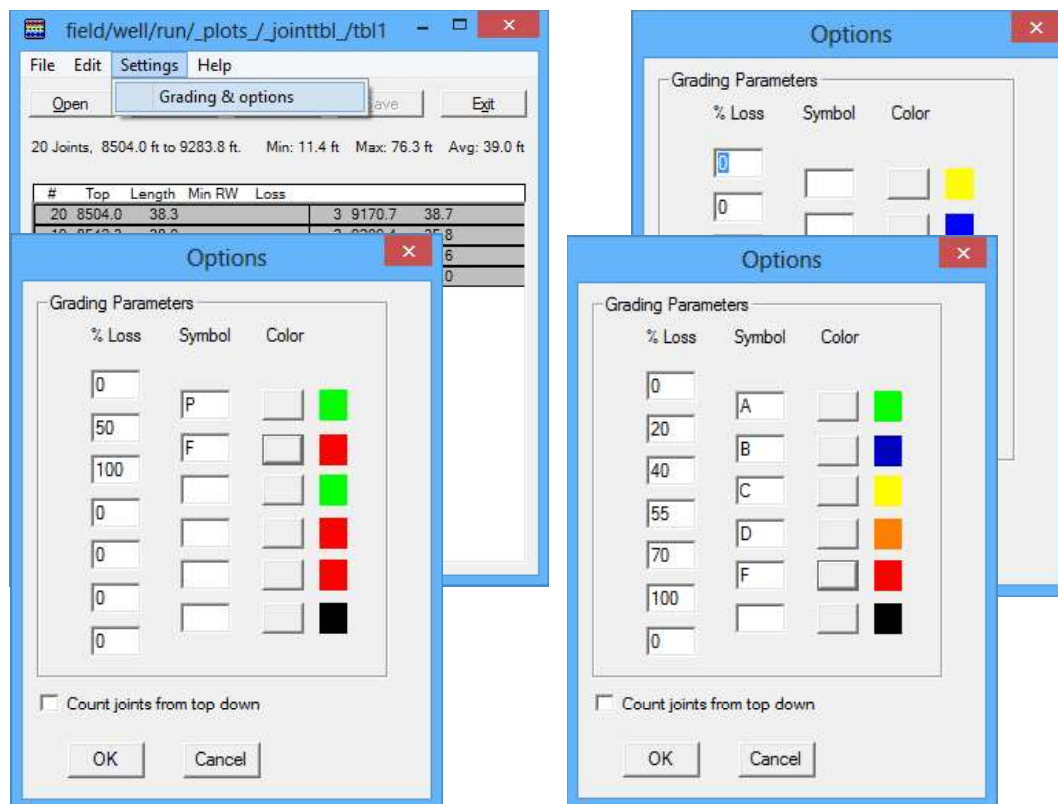 field/well/run/_plots_/_jointtbl_/tbl1
File Edit Settings Help
Grading & options
Open
Exit
20 Joints, 8504.0 ft to 9283.8 ft. Min: 11.4 ft Max: 76.3 ft Avg: 39.0 ft
# Top Length Min RW Loss
20 8504.0 38.3 3 9170.7 38.7
Options
Grading Parameters
% Loss Symbol Color
0
0
Options
Grading Parameters
% Loss Symbol Color
0
P
50
F
100
0
0
0
0
Count joints from top down
OK Cancel
Options
Grading Parameters
% Loss Symbol Color
0
A
20
B
40
C
55
D
70
F
100
0
Count joints from top down
OK Cancel